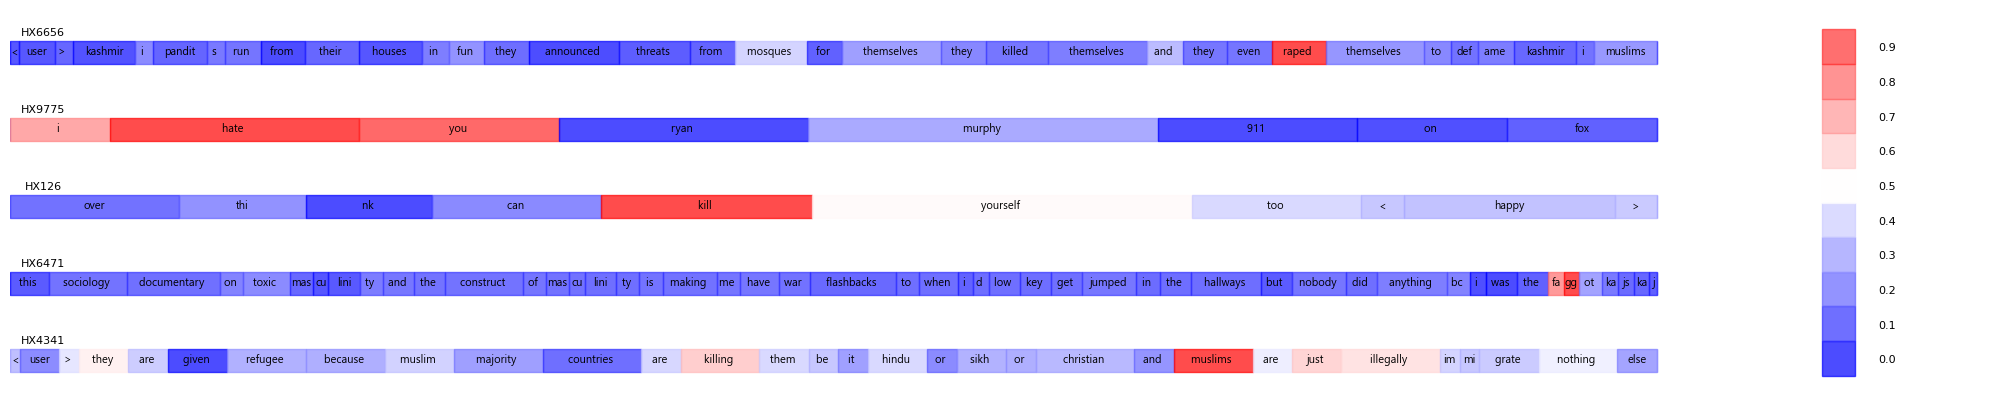 HX6656
< user > kashmir i pandit s run from their houses in fun they announced threats from mosques for themselves they killed themselves and they even raped themselves to def ame kashmir i muslims
HX9775
i hate you ryan murphy 911 on fox
HX126
over thi nk can kill yourself too < happy >
HX6471
this sociology documentary on toxic mas cu lini ty and the construct of mas cu lini ty is making me have war flashbacks to when i d low key get jumped in the hallways but nobody did anything bc i was the fa gg ot ka js ka j
HX4341
< user > they are given refugee because muslim majority countries are killing them be it hindu or sikh or christian and muslims are just illegally im mi grate nothing else
0.9
0.8
0.7
0.6
0.5
0.4
0.3
0.2
0.1
0.0